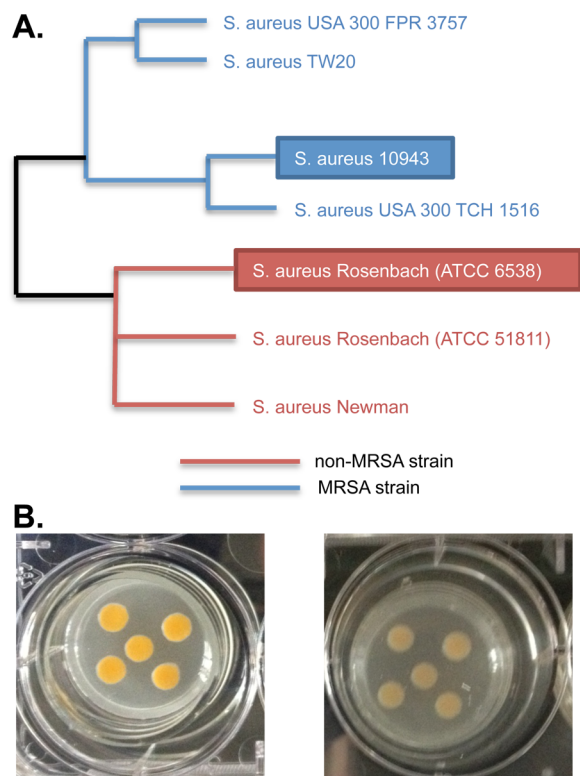 A.
S. aureus USA 300 FPR 3757
S. aureus TW20
S. aureus 10943
S. aureus USA 300 TCH 1516
S. aureus Rosenbach (ATCC 6538)
S. aureus Rosenbach (ATCC 51811)
S. aureus Newman
non-MRSA strain
MRSA strain
B.